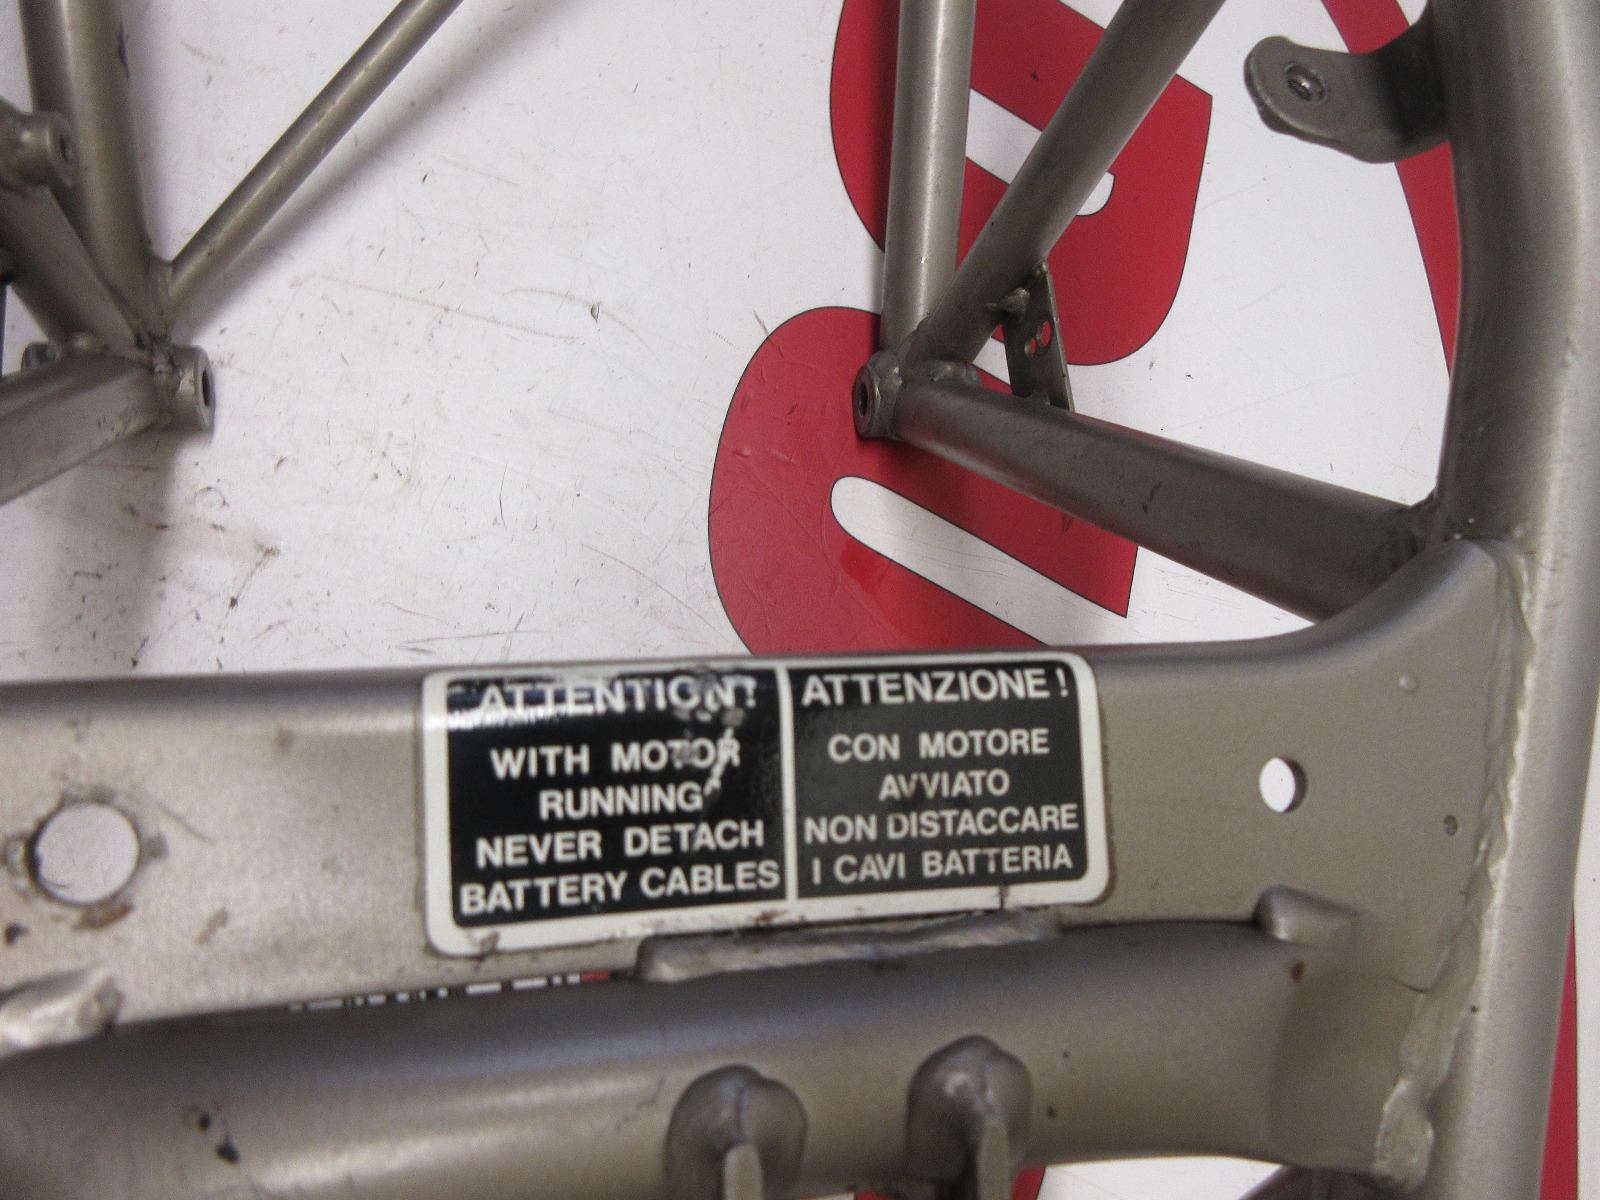 ATTENTION!
WITH MOTOR
RUNNING
NEVER DETACH
BATTERY CABLES
ATTENZIONE!
CON MOTORE
AVVIATO
NON DISTACCARE
I CAVI BATTERIA